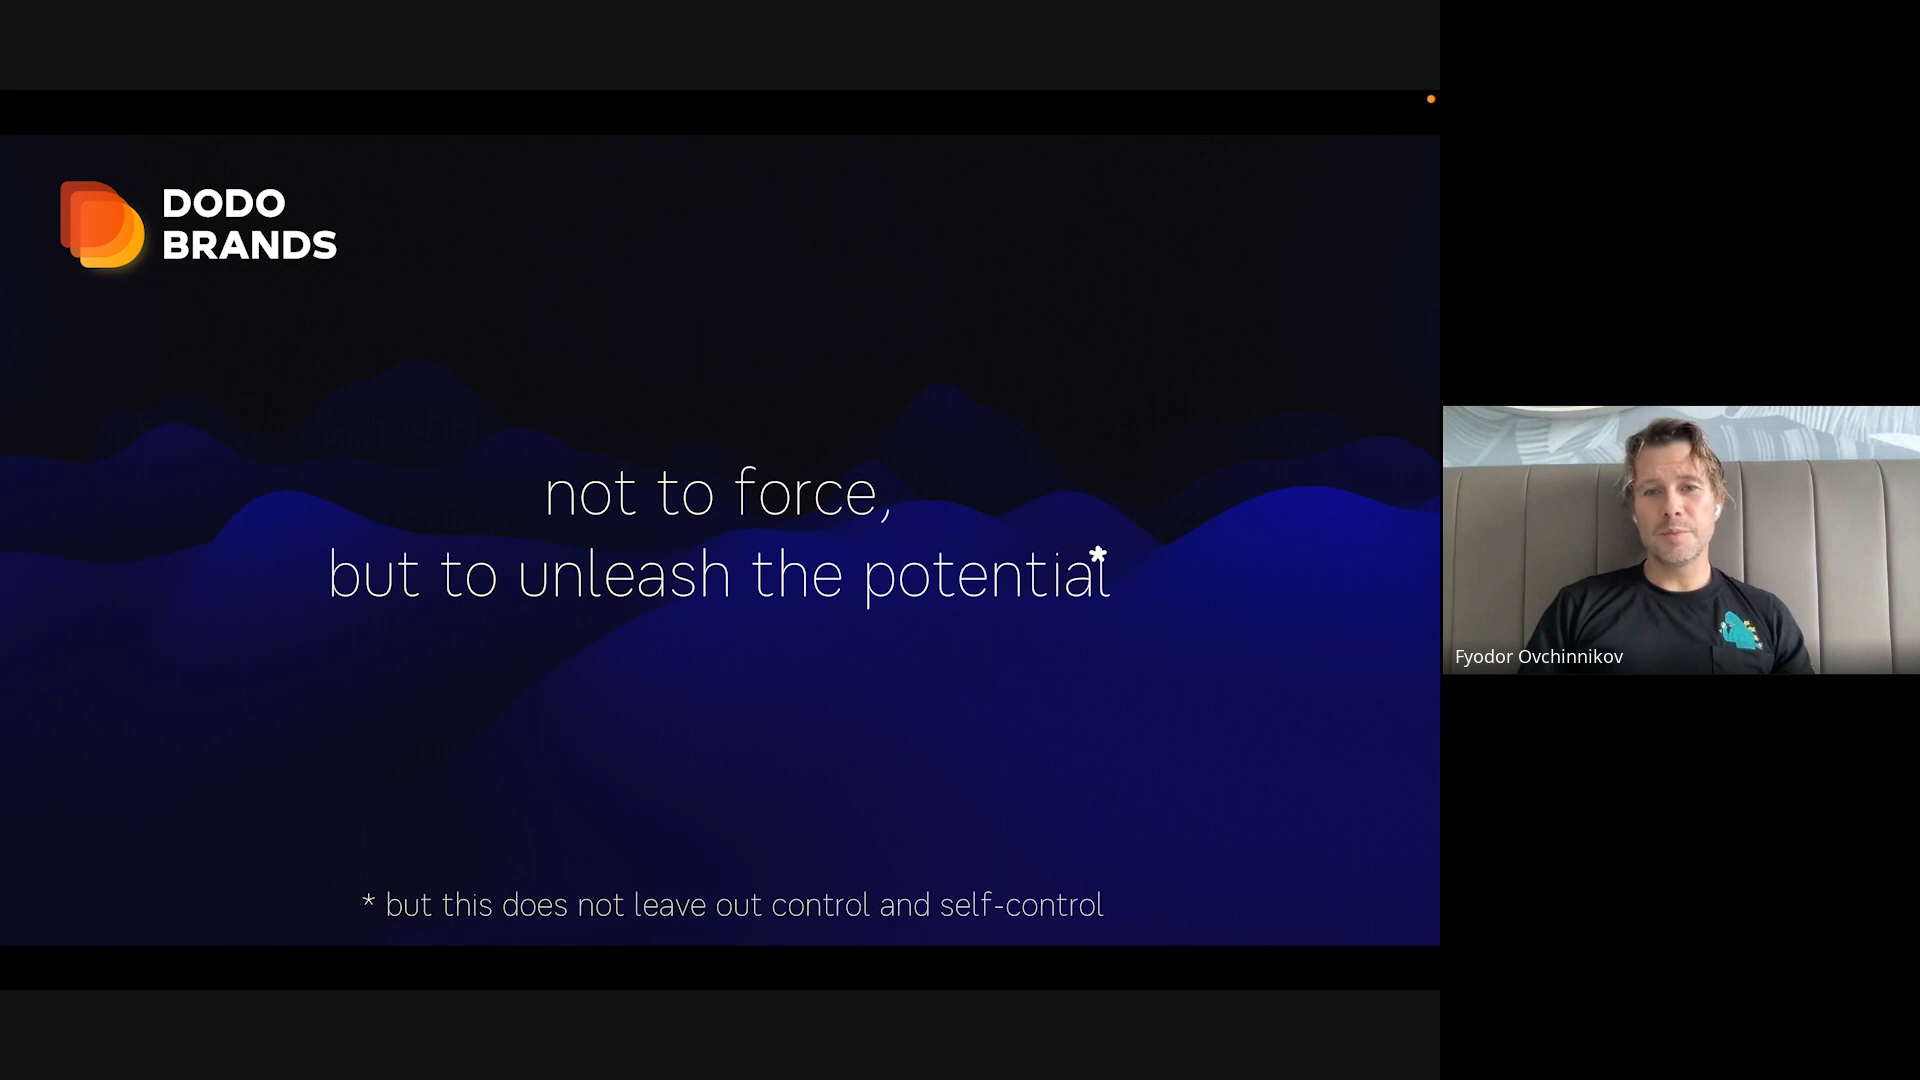 DODO
BRANDS
not to force,
but to unleash the potential*
* but this does not leave out control and self-control
Fyodor Ovchinnikov